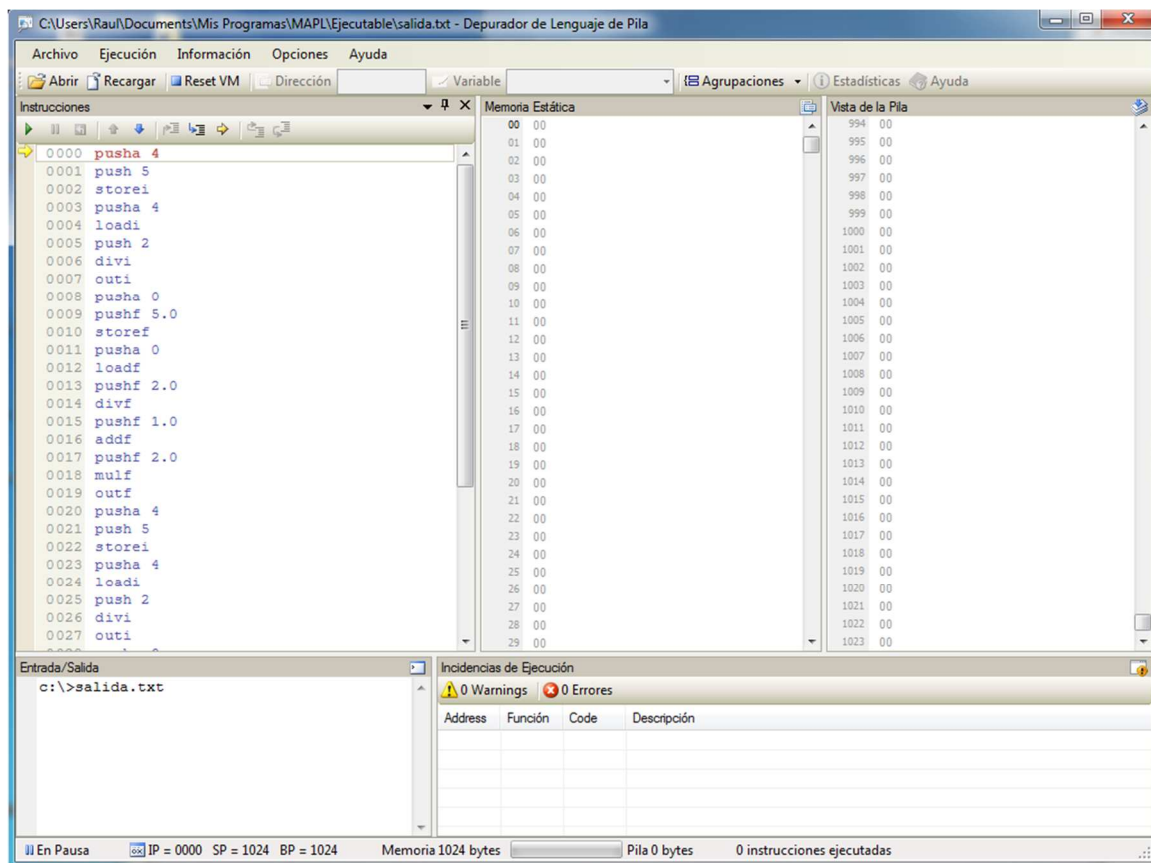 C:\Users\Raul\Documents\Mis Programas\MAPL\Ejecutable\salida.txt - Depurador de Lenguaje de Pila
Archivo Ejecución Información Opciones Ayuda
Abrir Recargar Reset VM Dirección Variable Agrupaciones Estadísticas Ayuda
Instrucciones
0000 pusha 4
0001 push 5
0002 storei
0003 pusha 4
0004 loadi
0005 push 2
0006 divi
0007 outi
0008 pusha 0
0009 pushf 5.0
0010 storef
0011 pusha 0
0012 loadf
0013 pushf 2.0
0014 divf
0015 pushf 1.0
0016 addf
0017 pushf 2.0
0018 mulf
0019 outf
0020 pusha 4
0021 push 5
0022 storei
0023 pusha 4
0024 loadi
0025 push 2
0026 divi
0027 outi
Memoria Estática
00 00
01 00
02 00
03 00
04 00
05 00
06 00
07 00
08 00
09 00
10 00
11 00
12 00
13 00
14 00
15 00
16 00
17 00
18 00
19 00
20 00
21 00
22 00
23 00
24 00
25 00
26 00
27 00
28 00
29 00
Vista de la Pila
994 00
995 00
996 00
997 00
998 00
999 00
1000 00
1001 00
1002 00
1003 00
1004 00
1005 00
1006 00
1007 00
1008 00
1009 00
1010 00
1011 00
1012 00
1013 00
1014 00
1015 00
1016 00
1017 00
1018 00
1019 00
1020 00
1021 00
1022 00
1023 00
Entrada/Salida
c:\>salida.txt
Incidencias de Ejecución
0 Warnings 0 Errores
Address Función Code Descripción
En Pausa IP = 0000 SP = 1024 BP = 1024 Memoria 1024 bytes Pila 0 bytes 0 instrucciones ejecutadas